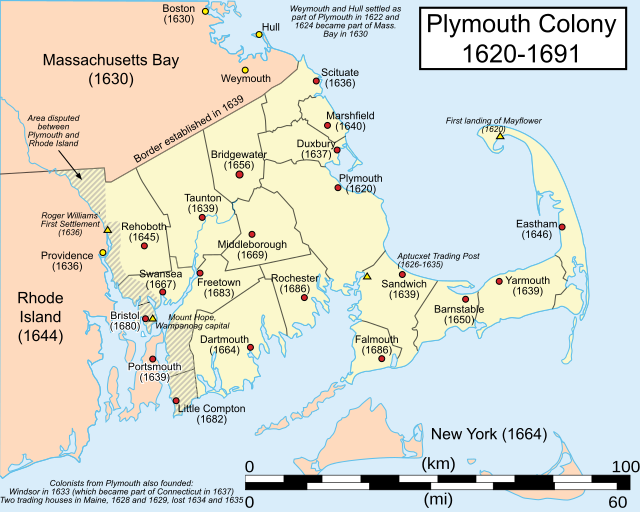 Boston
(1630)
Weymouth and Hull settled as
part of Plymouth in 1622 and
1624 became part of Mass.
Bay in 1630
Plymouth Colony
1620-1691
Hull
Massachusetts Bay
(1630)
Weymouth
Scituate
(1636)
Border established in 1639
Area disputed
between
Plymouth and
Rhode Island
Marshfield
(1640)
First landing of Mayflower
(1620)
Duxbury
(1637)
Bridgewater
(1656)
Plymouth
(1620)
Taunton
(1639)
Roger Williams'
First Settlement
(1636)
Rehoboth
(1645)
Eastham
(1646)
Middleborough
(1669)
Providence
(1636)
Aptucxet Trading Post
(1626-1635)
Swansea
(1667)
Freetown
(1683)
Rochester
(1686)
Sandwich
(1639)
Yarmouth
(1639)
Rhode
Island
(1644)
Bristol
(1680)
Mount Hope,
Wampanoag capital
Barnstable
(1650)
Dartmouth
(1664)
Falmouth
(1686)
Portsmouth
(1639)
Little Compton
(1682)
New York (1664)
Colonists from Plymouth also founded:
Windsor in 1633 (which became part of Connecticut in 1637)
Two trading houses in Maine, 1628 and 1629, lost 1634 and 1635
0 (km) 100
0 (mi) 60